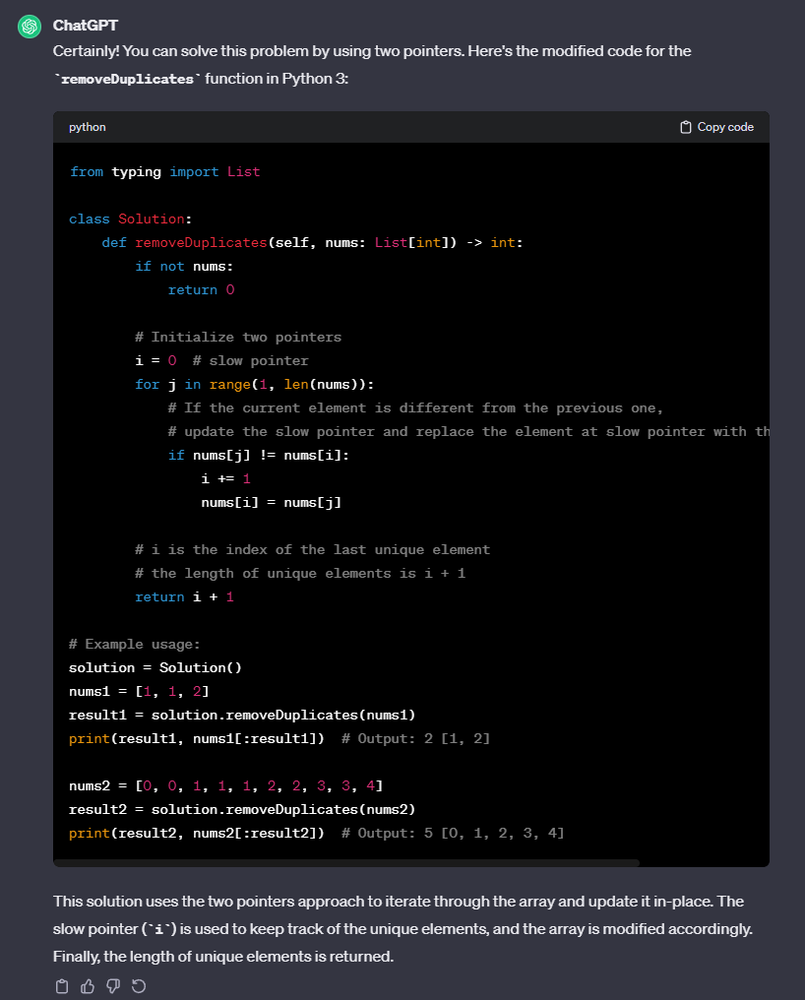 ChatGPT
Certainly! You can solve this problem by using two pointers. Here's the modified code for the
`removeDuplicates` function in Python 3:
python
Copy code
from typing import List
class Solution:
    def removeDuplicates(self, nums: List[int]) -> int:
        if not nums:
            return 0
        # Initialize two pointers
        i = 0  # slow pointer
        for j in range(1, len(nums)):
            # If the current element is different from the previous one,
            # update the slow pointer and replace the element at slow pointer with th
            if nums[j] != nums[i]:
                i += 1
                nums[i] = nums[j]
        # i is the index of the last unique element
        # the length of unique elements is i + 1
        return i + 1
# Example usage:
solution = Solution()
nums1 = [1, 1, 2]
result1 = solution.removeDuplicates(nums1)
print(result1, nums1[:result1])  # Output: 2 [1, 2]
nums2 = [0, 0, 1, 1, 1, 2, 2, 3, 3, 4]
result2 = solution.removeDuplicates(nums2)
print(result2, nums2[:result2])  # Output: 5 [0, 1, 2, 3, 4]
This solution uses the two pointers approach to iterate through the array and update it in-place. The
slow pointer (`i`) is used to keep track of the unique elements, and the array is modified accordingly.
Finally, the length of unique elements is returned.